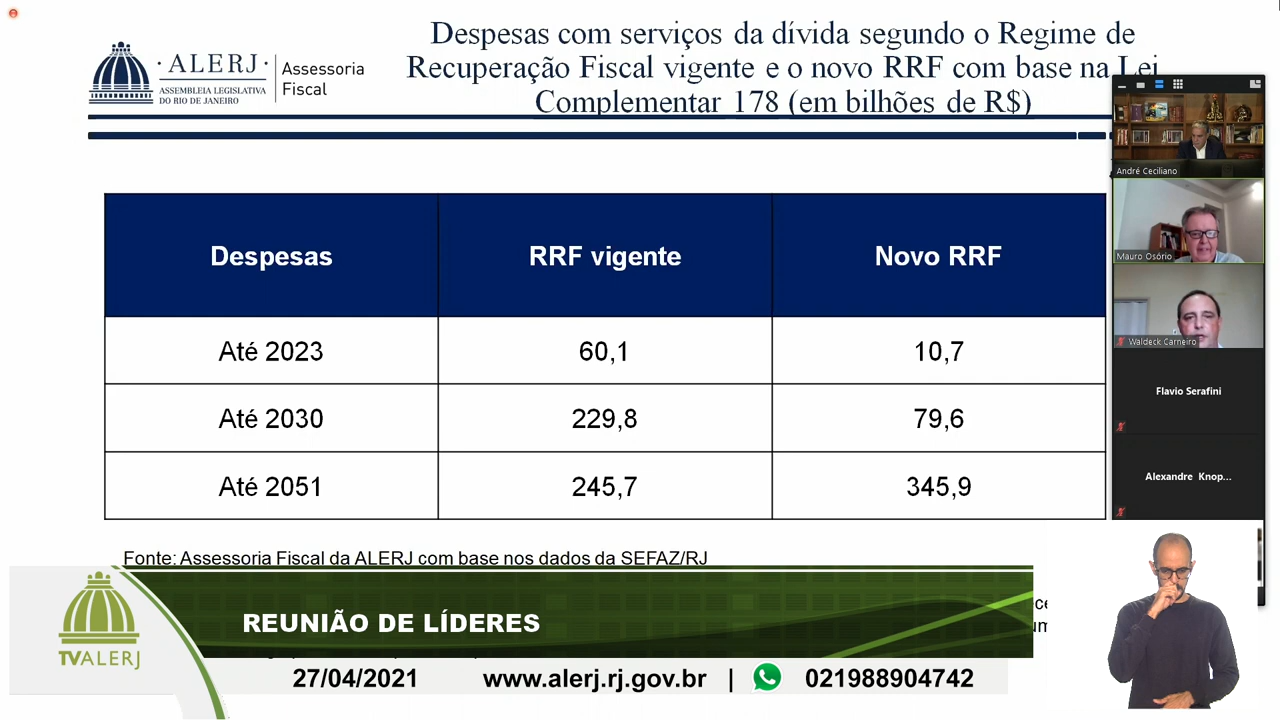 Despesas com serviços da dívida segundo o Regime de
Recuperação Fiscal vigente e o novo RRF com base na Lei
Complementar 178 (em bilhões de R$)
·ALERJ·
ASSEMBLEIA LEGISLATIVA
DO RIO DE JANEIRO
Assessoria
Fiscal
Despesas RRF vigente Novo RRF
Até 2023 60,1 10,7
Até 2030 229,8 79,6
Até 2051 245,7 345,9
Fonte: Assessoria Fiscal da ALERJ com base nos dados da SEFAZ/RJ
André Ceciliano
Mauro Osório
Waldeck Carneiro
Flavio Serafini
Alexandre Knop...
TVALERJ
REUNIÃO DE LÍDERES
27/04/2021 www.alerj.rj.gov.br | 021988904742